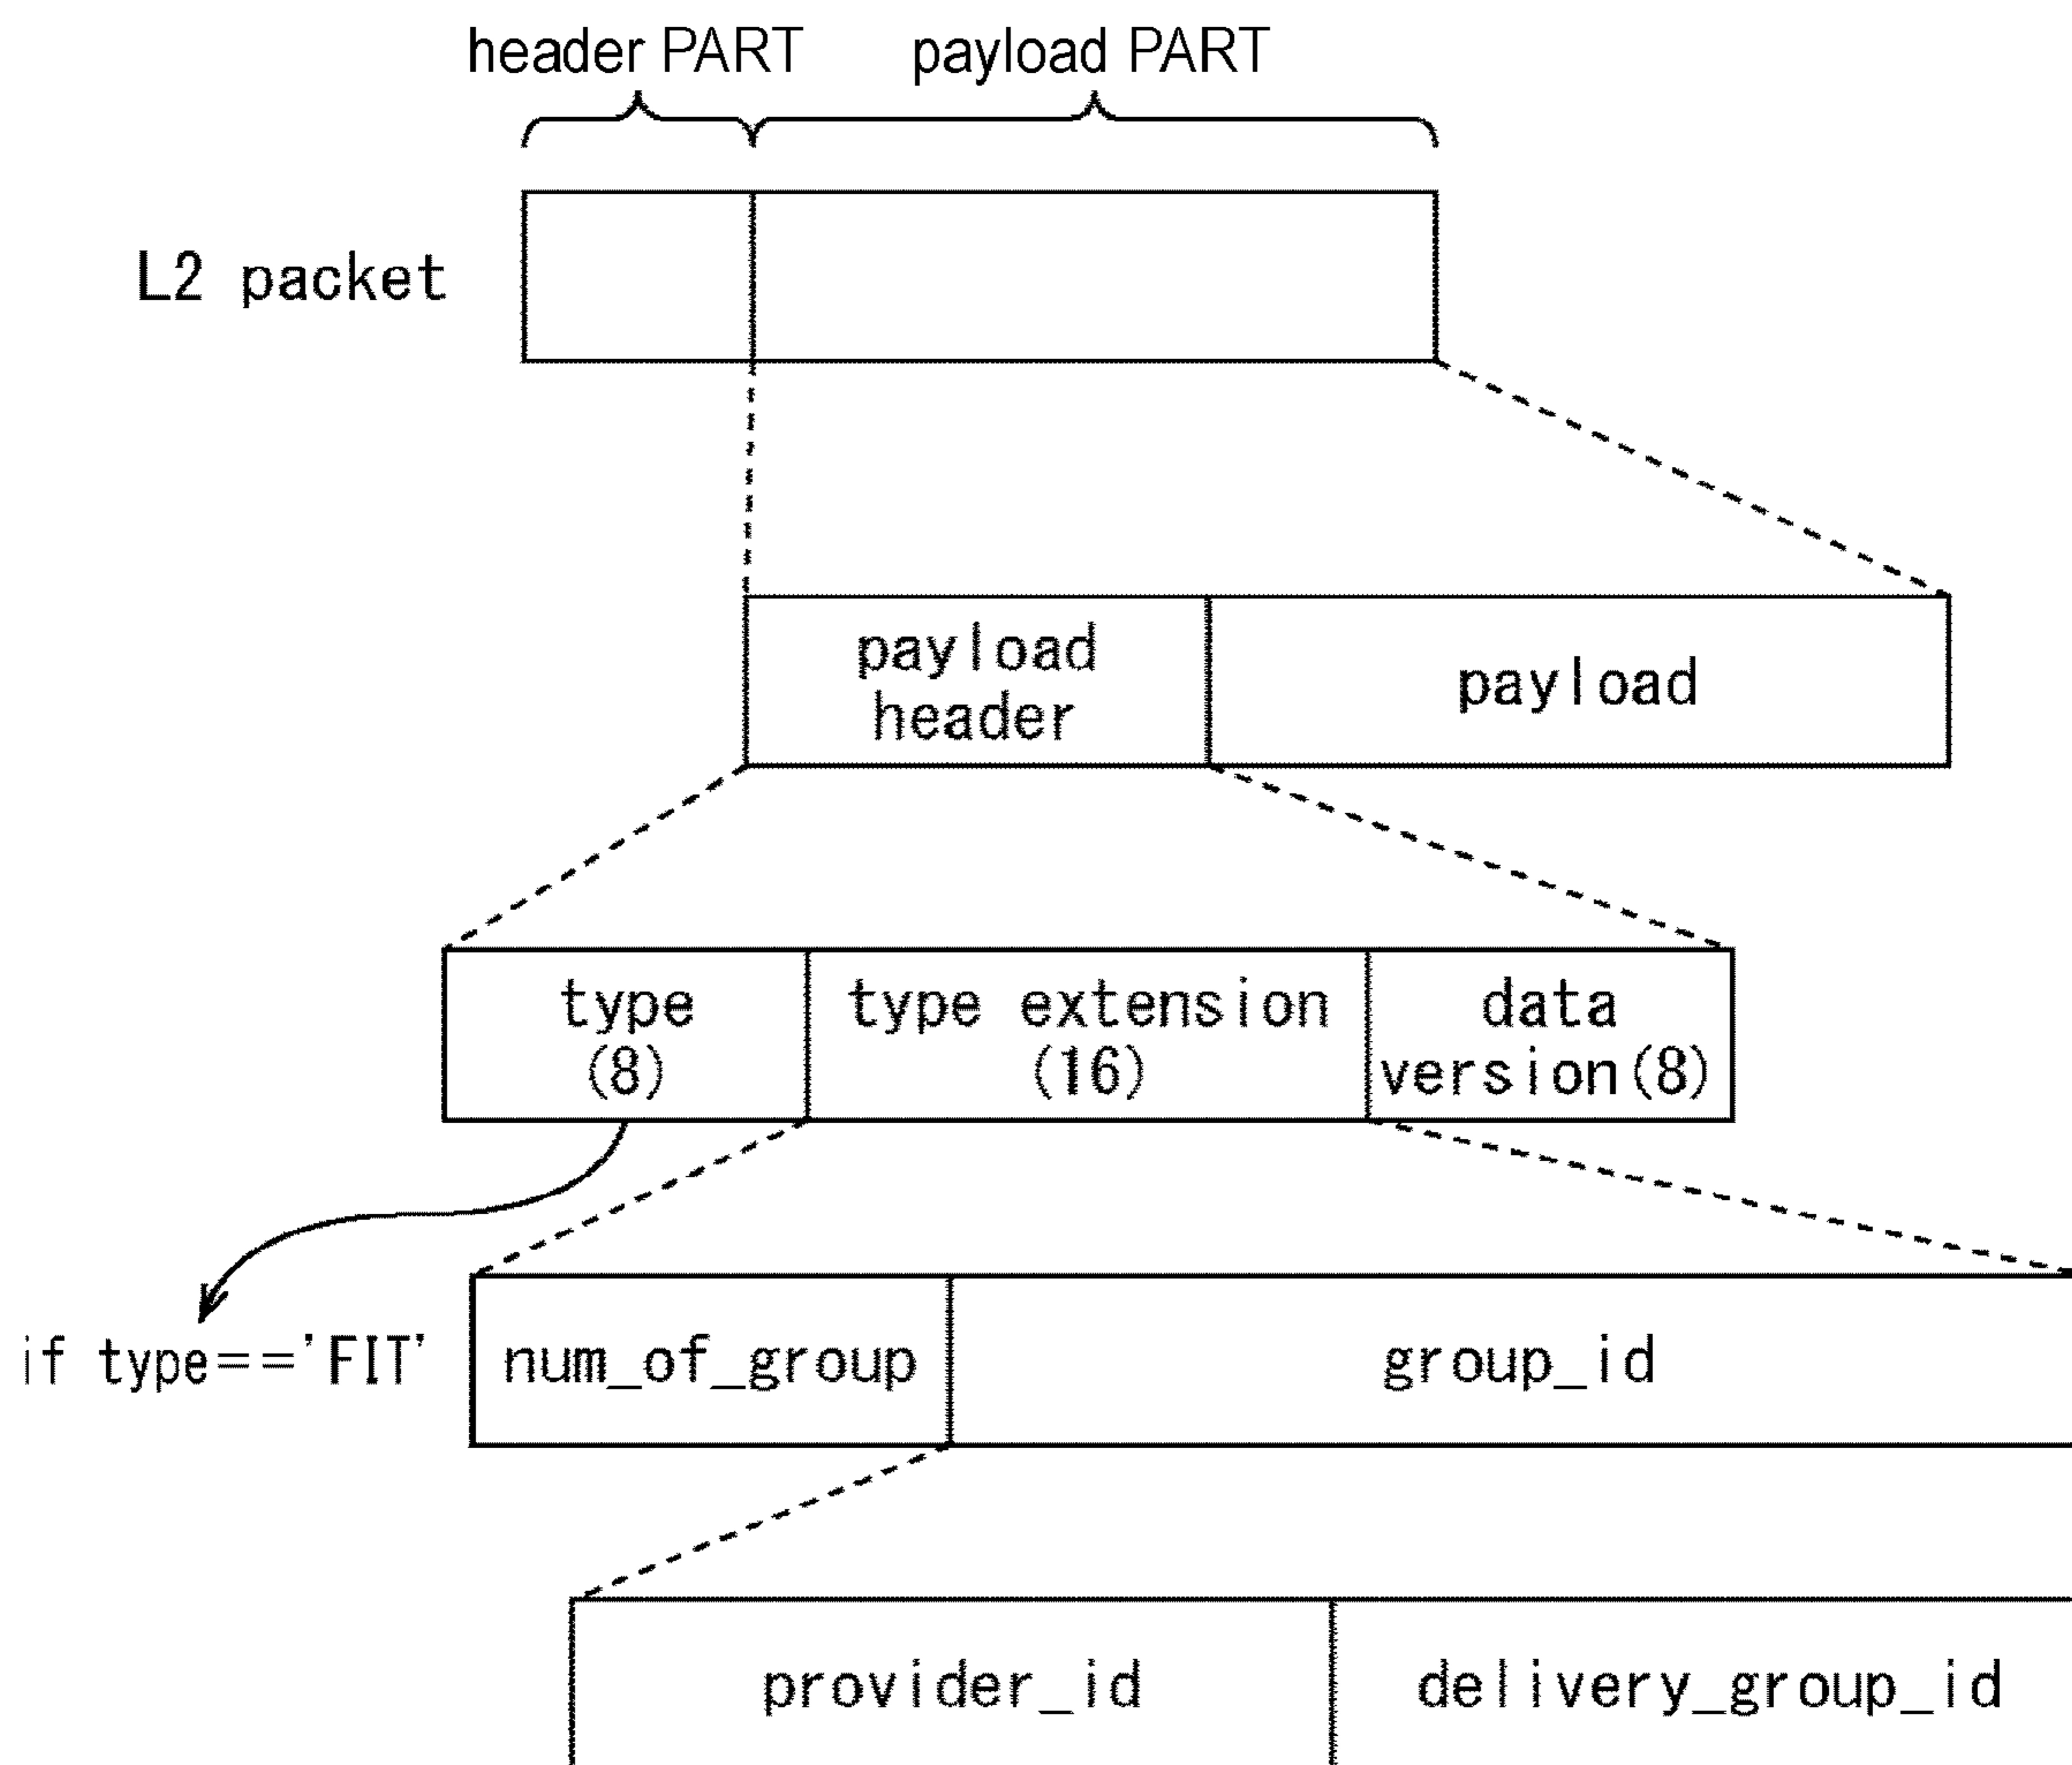 header PART payload PART
L2 packet
payload
header
payload
type
(8)
type extension
(16)
data
version(8)
if type=='FIT'
num_of_group
group_id
provider_id
delivery_group_id